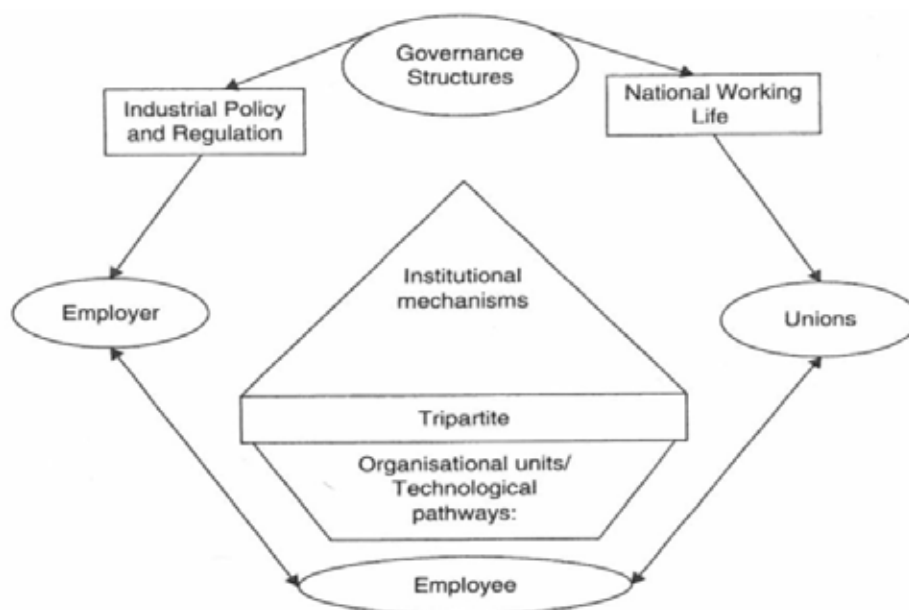 Governance
Structures
Industrial Policy
and Regulation
National Working
Life
Institutional
mechanisms
Employer
Unions
Tripartite
Organisational units/
Technological
pathways:
Employee